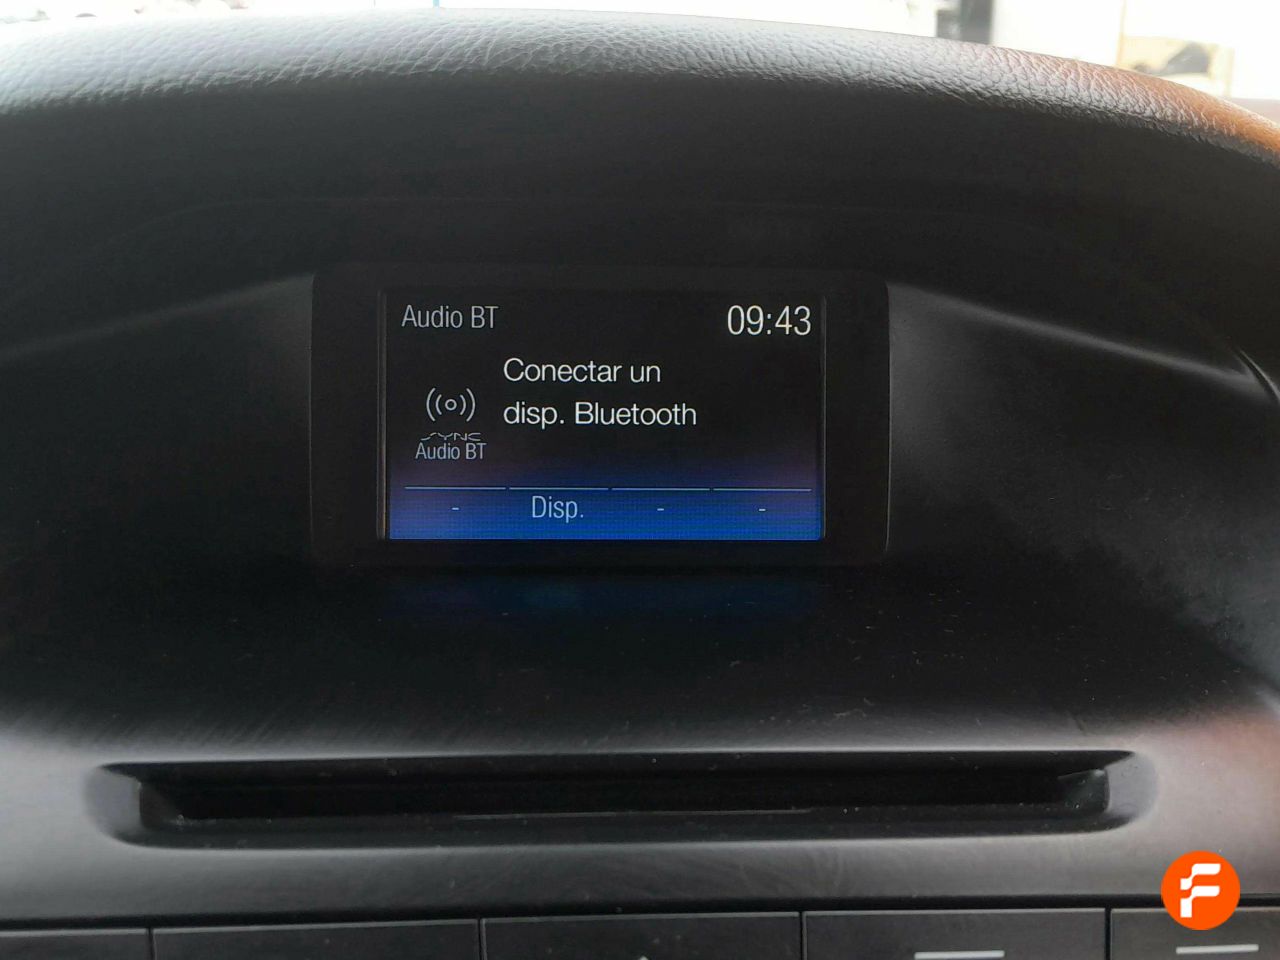 Audio BT
09:43
Conectar un
disp. Bluetooth
SYNC
Audio BT
- Disp. - -